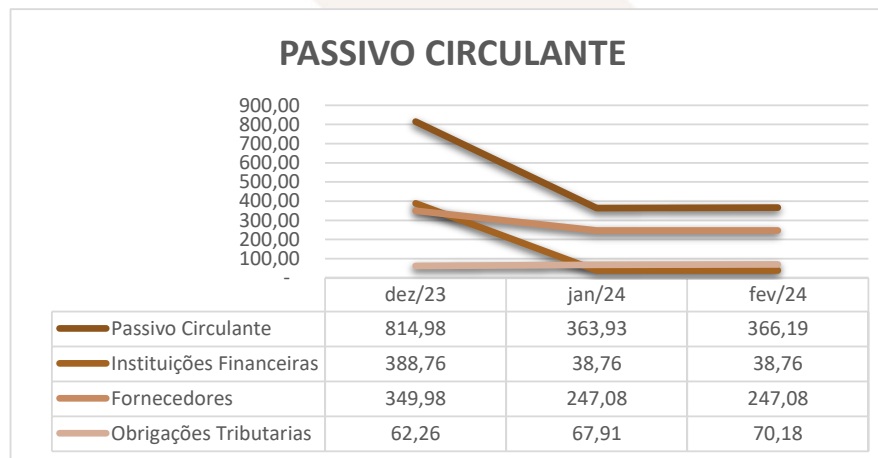 PASSIVO CIRCULANTE
900,00
800,00
700,00
600,00
500,00
400,00
300,00
200,00
100,00
-
dez/23 jan/24 fev/24
Passivo Circulante 814,98 363,93 366,19
Instituições Financeiras 388,76 38,76 38,76
Fornecedores 349,98 247,08 247,08
Obrigações Tributarias 62,26 67,91 70,18